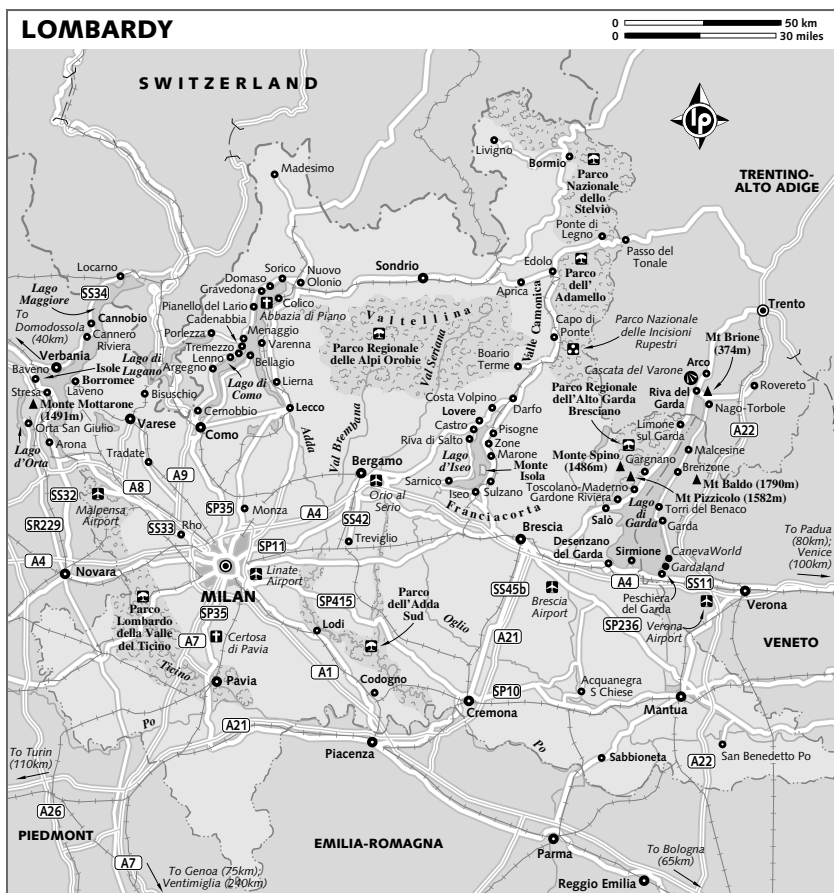 LOMBARDY
0 50 km
0 30 miles
SWITZERLAND
lp
TRENTINO-
ALTO ADIGE
Livigno
Bormio
Parco
Nazionale
dello
Stelvio
Madesimo
Ponte di
Legno
Passo del
Tonale
Locarno
Lago
Maggiore
SS34
To
Domodossola
(40km)
Cannobio
Cannero
Riviera
Verbania
Baveno
Isole
Borromee
Stresa
Laveno
Monte Mottarone
(1491m)
Orta San Giulio
Arona
Lago
d'Orta
Lago di
Lugano
Bisuschio
Varese
Tradate
Sorico
Domaso
Gravedona
Nuovo
Olonio
Pianello del Lario
Colico
Abbazia di Piano
Cadenabbia
Porlezza
Menaggio
Tremezzo
Varenna
Lenno
Bellagio
Argegno
Lago di
Como
Lierna
Cernobbio
Como
Lecco
Adda
Sondrio
Valtellina
Parco Regionale
delle Alpi Orobie
Val Seriana
Val Btembana
Aprica
Edolo
Parco
dell'
Adamello
Valle Camonica
Capo di
Ponte
Parco Nazionale
delle Incisioni
Rupestri
Boario
Terme
Trento
Mt Brione
(374m)
Arco
Cascata del Varone
Riva del
Garda
Rovereto
Nago-Torbole
Parco Regionale
dell'Alto Garda
Bresciano
Limone
sul Garda
A22
Malcesine
Monte Spino
(1486m)
Gargnano
Brenzone
Mt Baldo (1790m)
Mt Pizzicolo (1582m)
Toscolano-Maderno
Gardone Riviera
Torri del Benaco
Salò
Lago
di
Garda
Garda
Costa Volpino
Darfo
Lovere
Castro
Pisogne
Riva di Salto
Zone
Marone
Lago
d'Iseo
Monte
Isola
Sarnico
Iseo
Sulzano
Franciacorta
Bergamo
Orio al
Serio
A9
A8
SS32
Malpensa
Airport
SP35
Monza
A4
SS42
SS33
Rho
SP11
Treviglio
SR229
A4
Novara
MILAN
Linate
Airport
SP35
Parco
Lombardo
della Valle
del Ticino
A7
Certosa
di Pavia
Ticino
Pavia
SP415
Lodi
Parco
dell'Adda
Sud
Oglio
A1
Codogno
Brescia
Desenzano
del Garda
Sirmione
CanevaWorld
Gardaland
A4
SS11
Peschiera
del Garda
Verona
Verona
Airport
SP236
SS45b
Brescia
Airport
A21
To Padua
(80km);
Venice
(100km)
VENETO
SP10
Cremona
Acquanegra
S Chiese
Mantua
Po
A21
Piacenza
Po
Sabbioneta
A22
San Benedetto Po
To Turin
(110km)
A26
PIEDMONT
A7
To Genoa (75km);
Ventimiglia (240km)
EMILIA-ROMAGNA
Parma
Reggio Emilia
To Bologna
(65km)